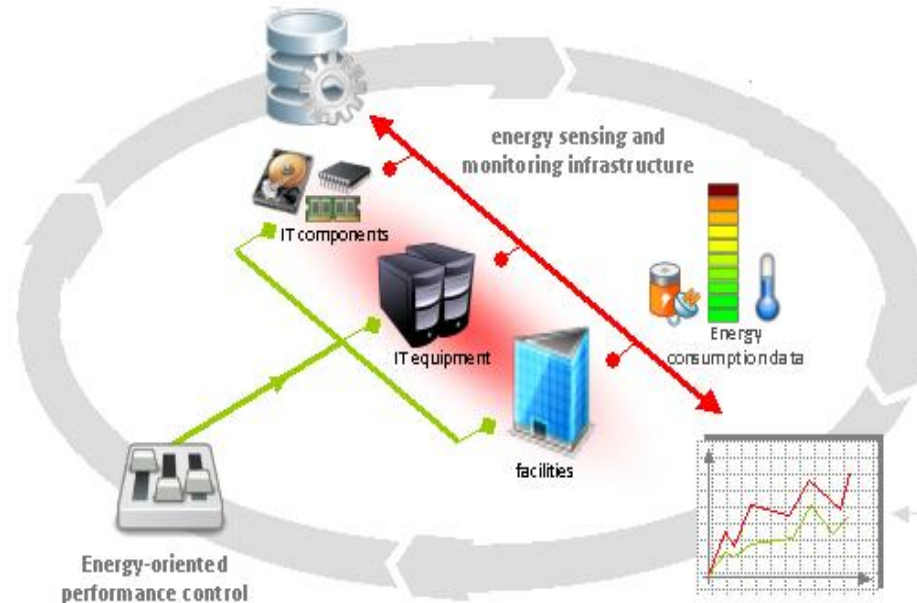 energy sensing and
monitoring infrastructure
IT components
IT equipment
Energy
consumption data
facilities
Energy-oriented
performance control